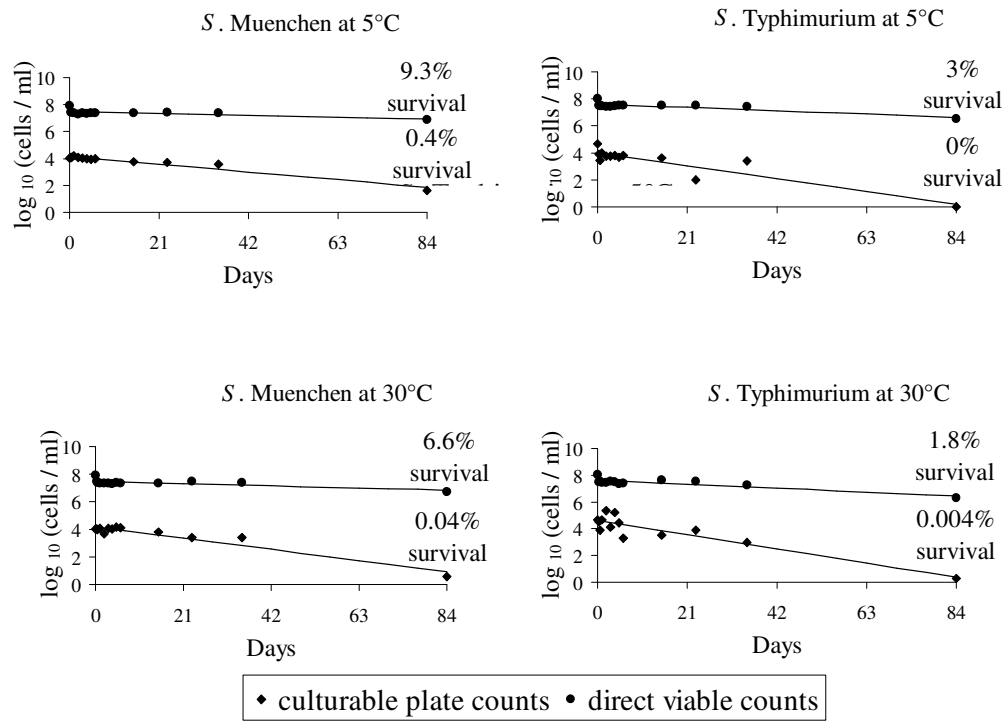 S. Muenchen at 5°C
log 10 (cells / ml)
10
8
6
4
2
0
9.3%
survival
0.4%
survival
0 21 42 63 84
Days
S. Typhimurium at 5°C
log 10 (cells / ml)
10
8
6
4
2
0
3%
survival
0%
survival
0 21 42 63 84
Days
S. Muenchen at 30°C
log 10 (cells / ml)
10
8
6
4
2
0
6.6%
survival
0.04%
survival
0 21 42 63 84
Days
S. Typhimurium at 30°C
log 10 (cells / ml)
10
8
6
4
2
0
1.8%
survival
0.004%
survival
0 21 42 63 84
Days
culturable plate counts direct viable counts